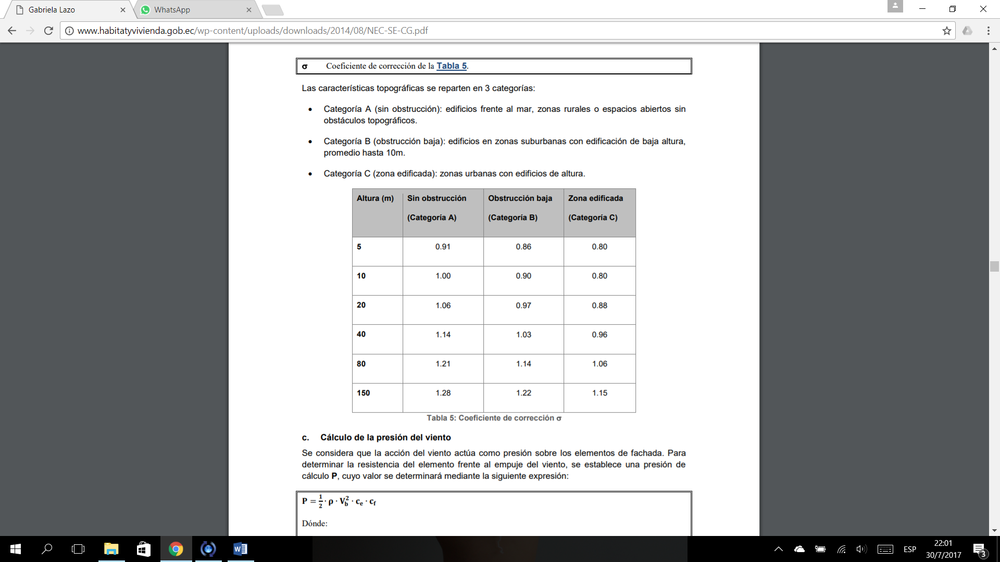 Gabriela Lazo
WhatsApp
www.habitatyvivienda.gob.ec/wp-content/uploads/downloads/2014/08/NEC-SE-CG.pdf
σ Coeficiente de corrección de la Tabla 5.
Las características topográficas se reparten en 3 categorías:
• Categoría A (sin obstrucción): edificios frente al mar, zonas rurales o espacios abiertos sin
obstáculos topográficos.
• Categoría B (obstrucción baja): edificios en zonas suburbanas con edificación de baja altura,
promedio hasta 10m.
• Categoría C (zona edificada): zonas urbanas con edificios de altura.
Altura (m) Sin obstrucción Obstrucción baja Zona edificada
(Categoría A) (Categoría B) (Categoría C)
5 0.91 0.86 0.80
10 1.00 0.90 0.80
20 1.06 0.97 0.88
40 1.14 1.03 0.96
80 1.21 1.14 1.06
150 1.28 1.22 1.15
Tabla 5: Coeficiente de corrección σ
c. Cálculo de la presión del viento
Se considera que la acción del viento actúa como presión sobre los elementos de fachada. Para
determinar la resistencia del elemento frente al empuje del viento, se establece una presión de
cálculo P, cuyo valor se determinará mediante la siguiente expresión:
P = 1/2 · ρ · V_b^2 · c_e · c_f
Dónde:
ESP
22:01
30/7/2017
3